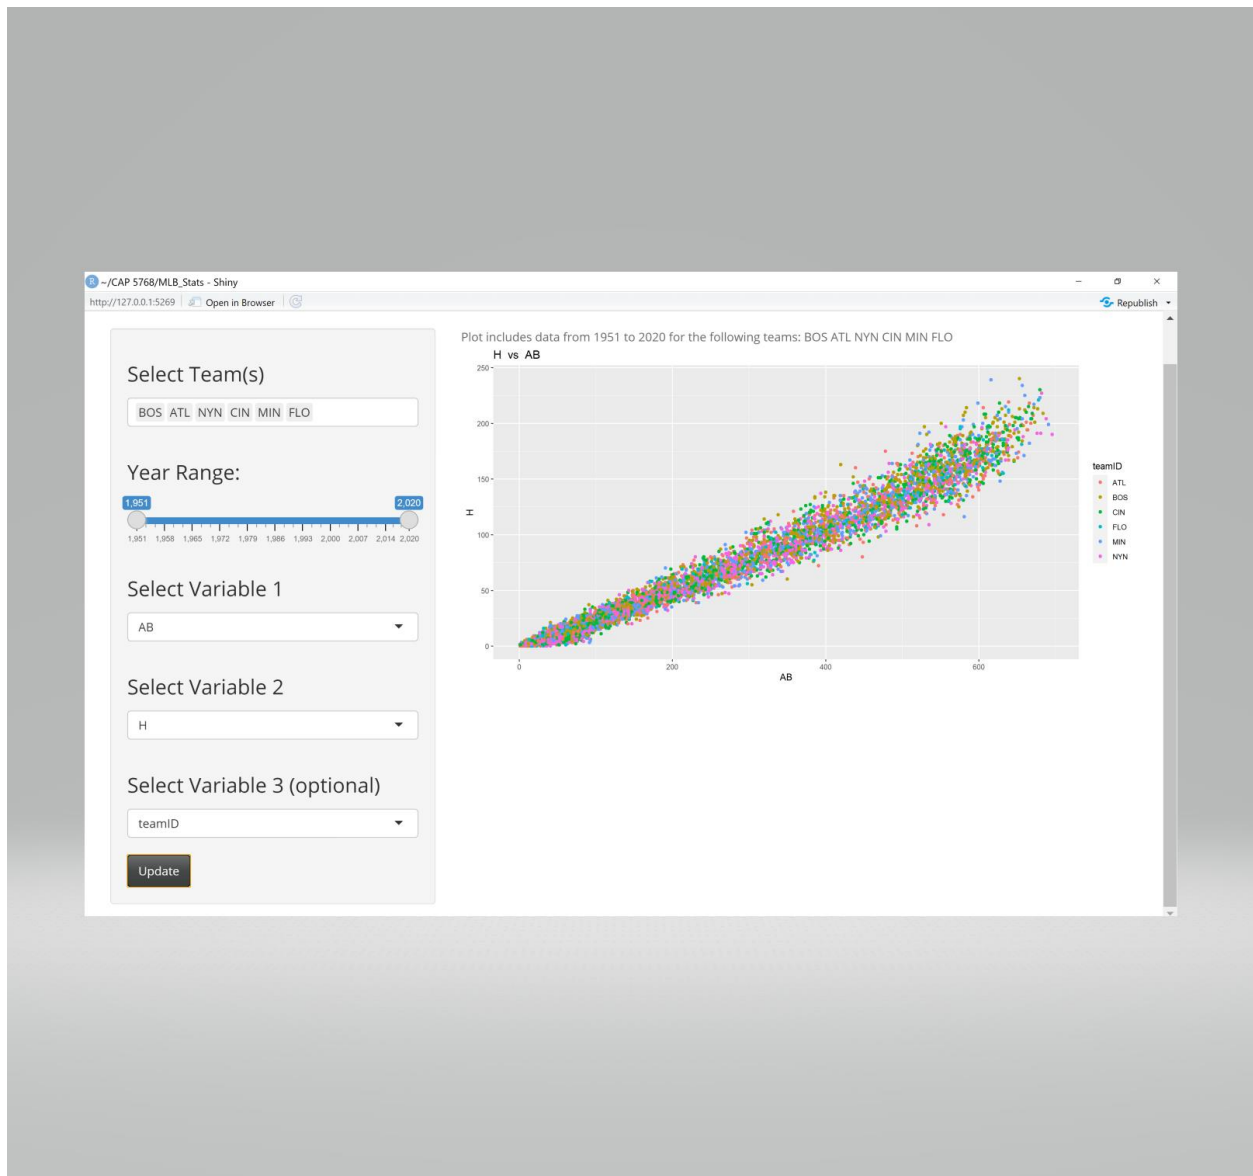 ~/CAP 5768/MLB_Stats - Shiny
http://127.0.0.1:5269 Open in Browser
Republish
Select Team(s)
BOS ATL NYN CIN MIN FLO
Year Range:
1,951 2,020
1,951 1,958 1,965 1,972 1,979 1,986 1,993 2,000 2,007 2,014 2,020
Select Variable 1
AB
Select Variable 2
H
Select Variable 3 (optional)
teamID
Update
Plot includes data from 1951 to 2020 for the following teams: BOS ATL NYN CIN MIN FLO
H vs AB
250
200
150
100
50
0
H
0 200 400 600
AB
teamID
ATL
BOS
CIN
FLO
MIN
NYN